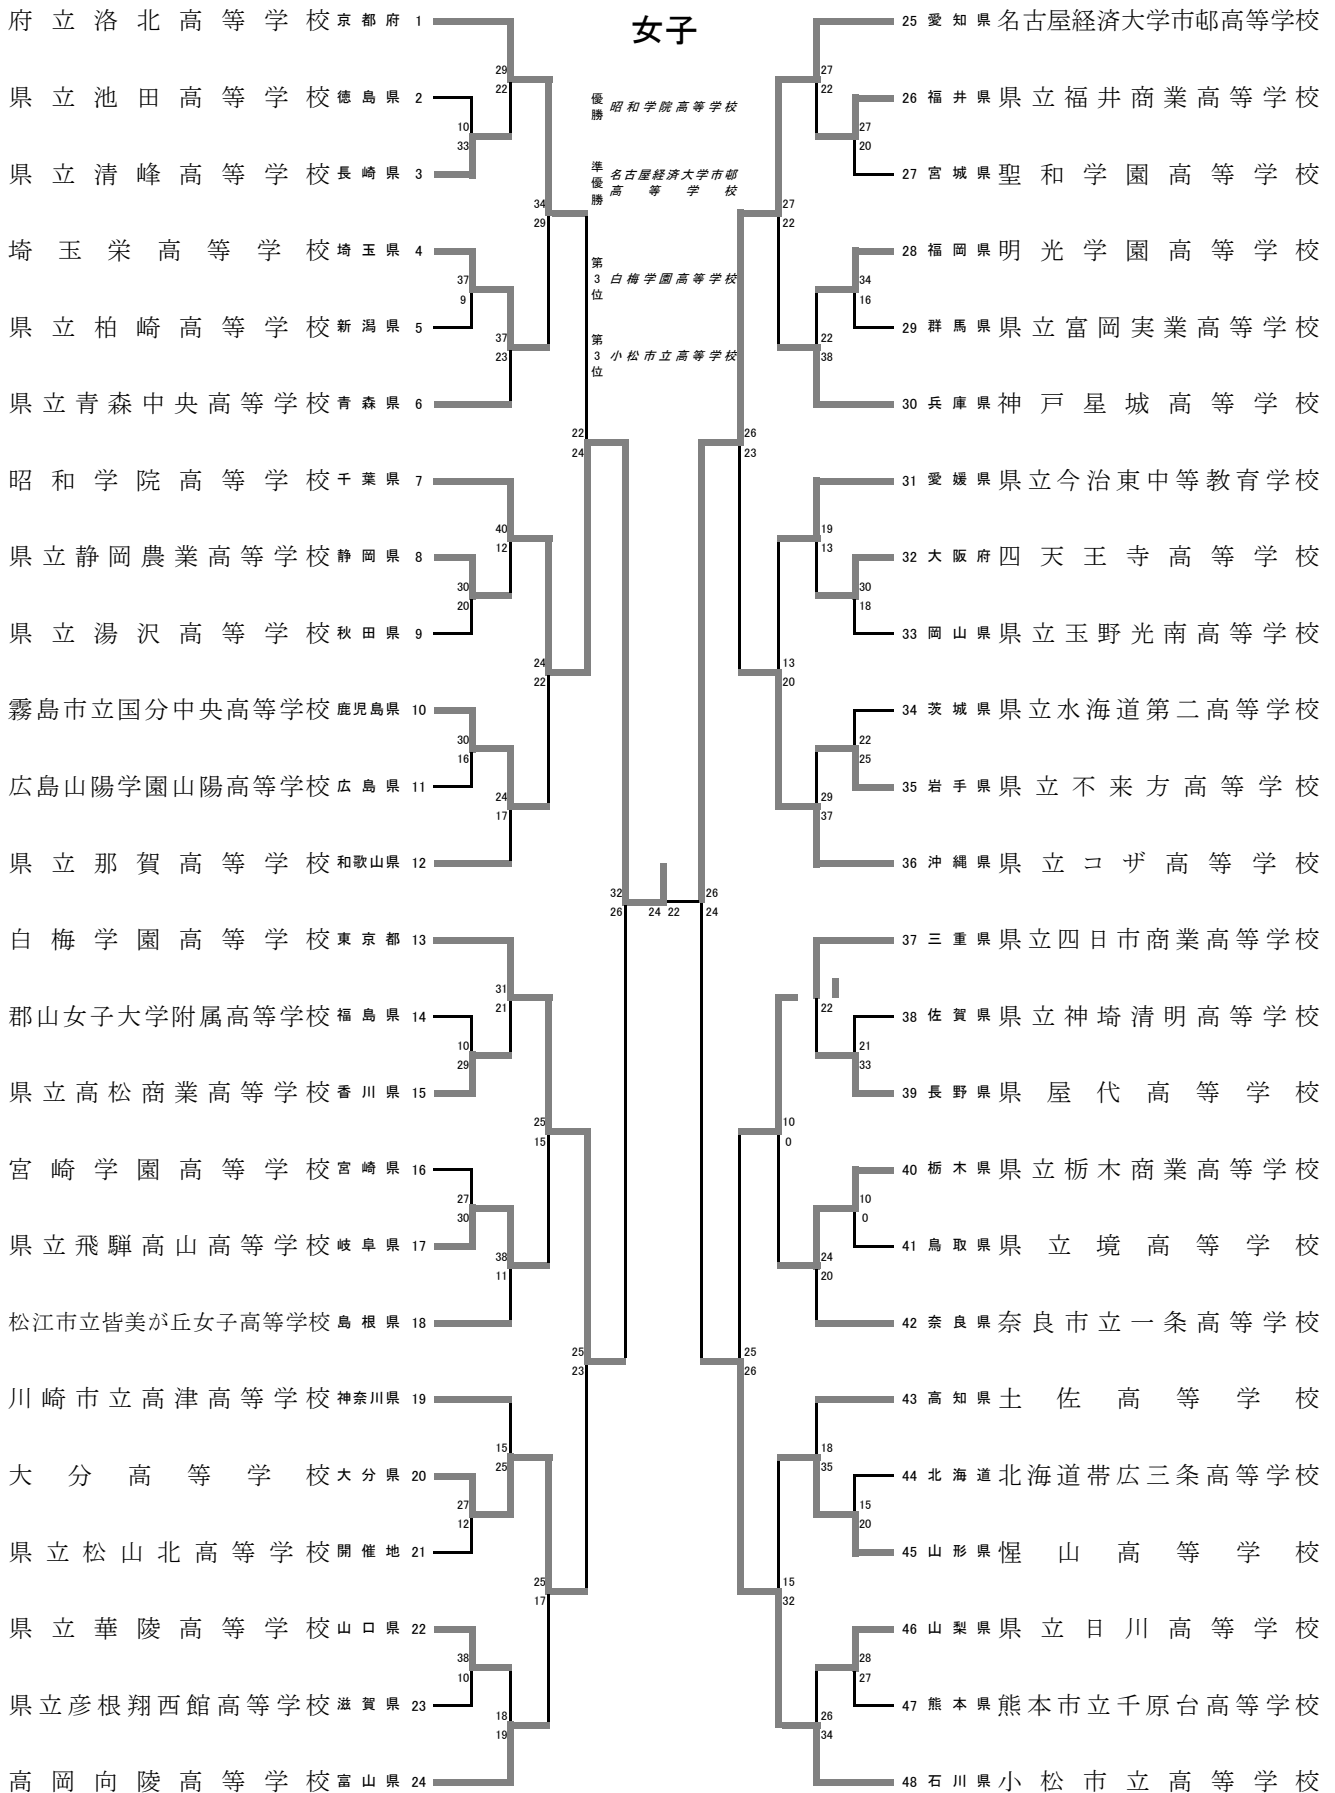 女子
優勝 昭和学院高等学校
準優勝 名古屋経済大学市邨高等学校
第3位 白梅学園高等学校
第3位 小松市立高等学校
府立洛北高等学校 京都府 1
29
22
県立池田高等学校 徳島県 2
10
33
県立清峰高等学校 長崎県 3
34
29
埼玉栄高等学校 埼玉県 4
37
9
県立柏崎高等学校 新潟県 5
37
23
県立青森中央高等学校 青森県 6
22
24
昭和学院高等学校 千葉県 7
40
12
県立静岡農業高等学校 静岡県 8
30
20
県立湯沢高等学校 秋田県 9
24
22
霧島市立国分中央高等学校 鹿児島県 10
30
16
広島山陽学園山陽高等学校 広島県 11
24
17
県立那賀高等学校 和歌山県 12
32
26
24 22
26
24
白梅学園高等学校 東京都 13
31
21
郡山女子大学附属高等学校 福島県 14
10
29
県立高松商業高等学校 香川県 15
25
15
宮崎学園高等学校 宮崎県 16
27
30
県立飛騨高山高等学校 岐阜県 17
38
11
松江市立皆美が丘女子高等学校 島根県 18
25
23
川崎市立高津高等学校 神奈川県 19
15
25
大分高等学校 大分県 20
27
12
県立松山北高等学校 開催地 21
25
17
県立華陵高等学校 山口県 22
38
10
県立彦根翔西館高等学校 滋賀県 23
18
19
高岡向陵高等学校 富山県 24
25 愛知県 名古屋経済大学市邨高等学校
27
22
26 福井県 県立福井商業高等学校
27
20
27 宮城県 聖和学園高等学校
27
22
28 福岡県 明光学園高等学校
34
16
29 群馬県 県立富岡実業高等学校
22
38
30 兵庫県 神戸星城高等学校
26
23
31 愛媛県 県立今治東中等教育学校
19
13
32 大阪府 四天王寺高等学校
30
18
33 岡山県 県立玉野光南高等学校
13
20
34 茨城県 県立水海道第二高等学校
22
25
35 岩手県 県立不来方高等学校
29
37
36 沖縄県 県立コザ高等学校
37 三重県 県立四日市商業高等学校
22
38 佐賀県 県立神埼清明高等学校
21
33
39 長野県 県屋代高等学校
10
0
40 栃木県 県立栃木商業高等学校
10
0
41 鳥取県 県立境高等学校
24
20
42 奈良県 奈良市立一条高等学校
25
26
43 高知県 土佐高等学校
18
35
44 北海道 北海道帯広三条高等学校
15
20
45 山形県 惺山高等学校
15
32
46 山梨県 県立日川高等学校
28
27
47 熊本県 熊本市立千原台高等学校
26
34
48 石川県 小松市立高等学校